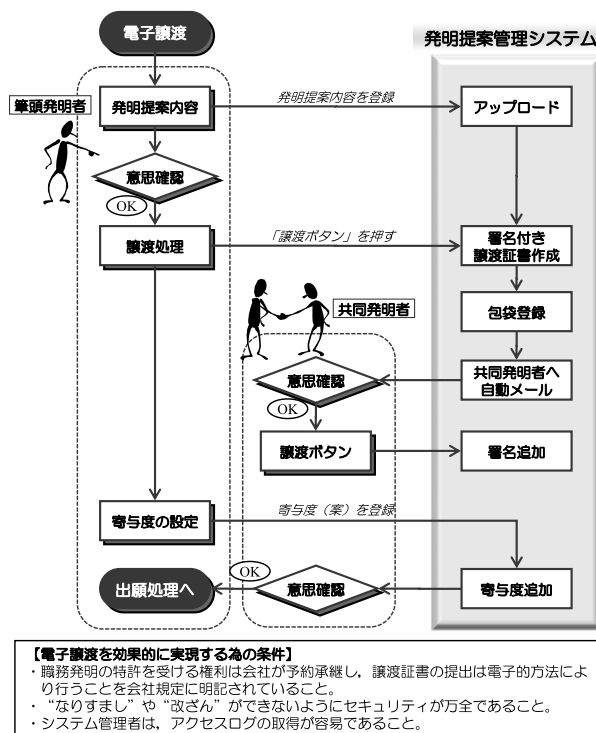 電子譲渡
発明提案管理システム
筆頭発明者
発明提案内容
発明提案内容を登録
アップロード
意思確認
OK
譲渡処理
「譲渡ボタン」を押す
署名付き
譲渡証書作成
包袋登録
共同発明者
意思確認
共同発明者へ
自動メール
OK
譲渡ボタン
署名追加
寄与度の設定
寄与度（案）を登録
OK
出願処理へ
意思確認
寄与度追加
【電子譲渡を効果的に実現する為の条件】
・職務発明の特許を受ける権利は会社が予約承継し，譲渡証書の提出は電子的方法によ
り行うことを会社規定に明記されていること。
・“なりすまし”や“改ざん”ができないようにセキュリティが万全であること。
・システム管理者は，アクセスログの取得が容易であること。